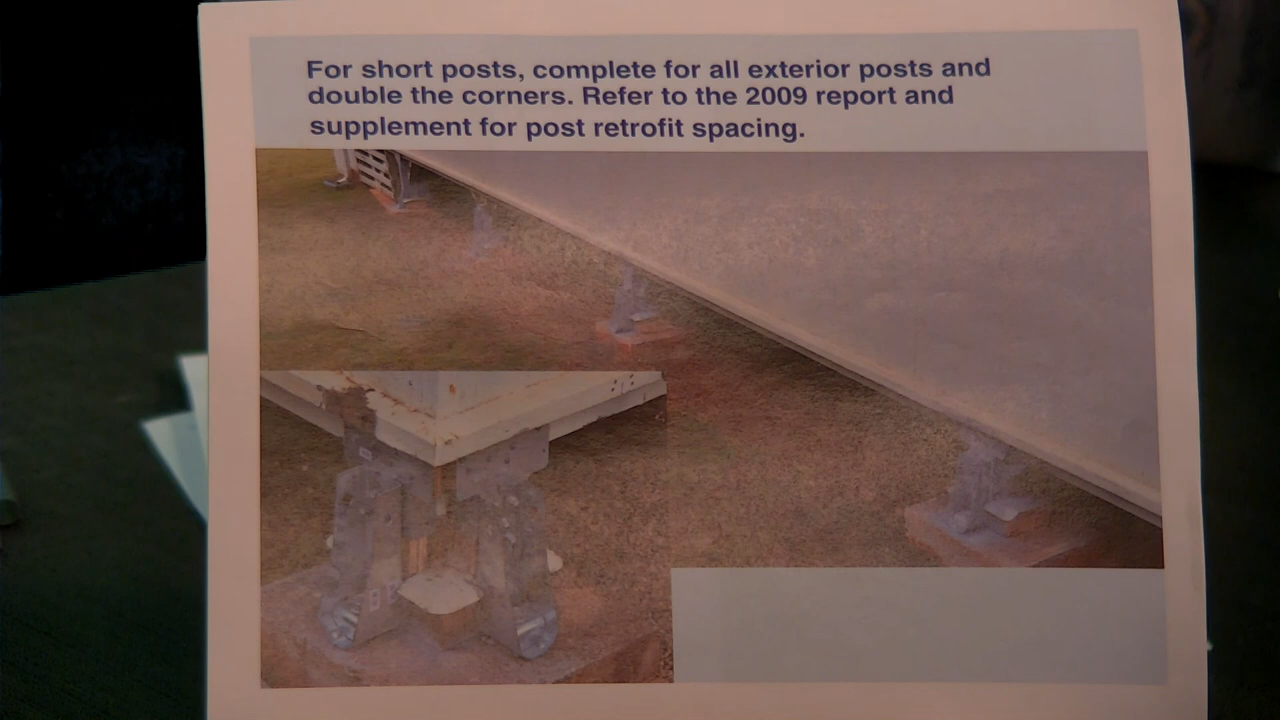 For short posts, complete for all exterior posts and
double the corners. Refer to the 2009 report and
supplement for post retrofit spacing.